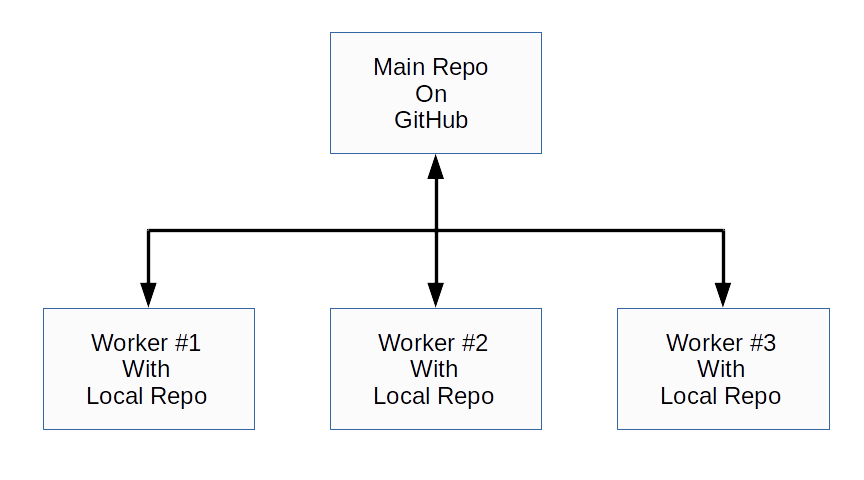 Main Repo
On
GitHub
Worker #1
With
Local Repo
Worker #2
With
Local Repo
Worker #3
With
Local Repo